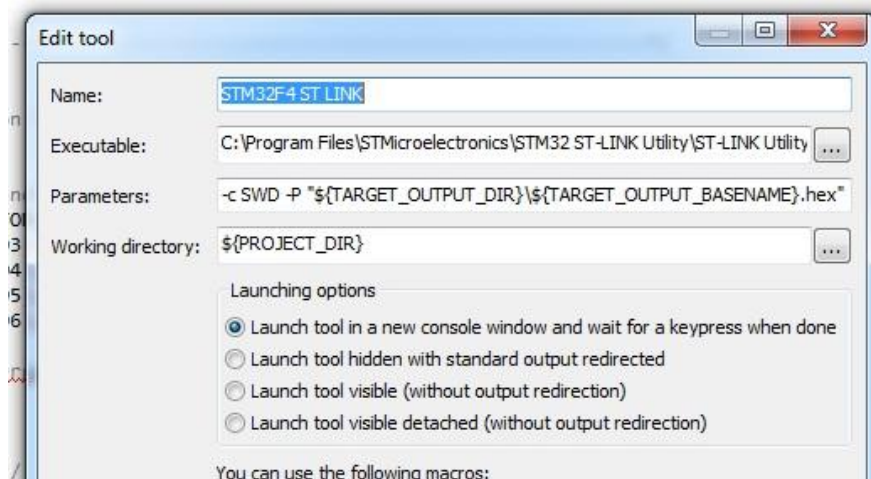 Edit tool
Name:
STM32F4 ST LINK
Executable:
C:\Program Files\STMicroelectronics\STM32 ST-LINK Utility\ST-LINK Utility
...
Parameters:
-c SWD -P "${TARGET_OUTPUT_DIR}\${TARGET_OUTPUT_BASENAME}.hex"
Working directory:
${PROJECT_DIR}
...
Launching options
Launch tool in a new console window and wait for a keypress when done
Launch tool hidden with standard output redirected
Launch tool visible (without output redirection)
Launch tool visible detached (without output redirection)
You can use the following macros: